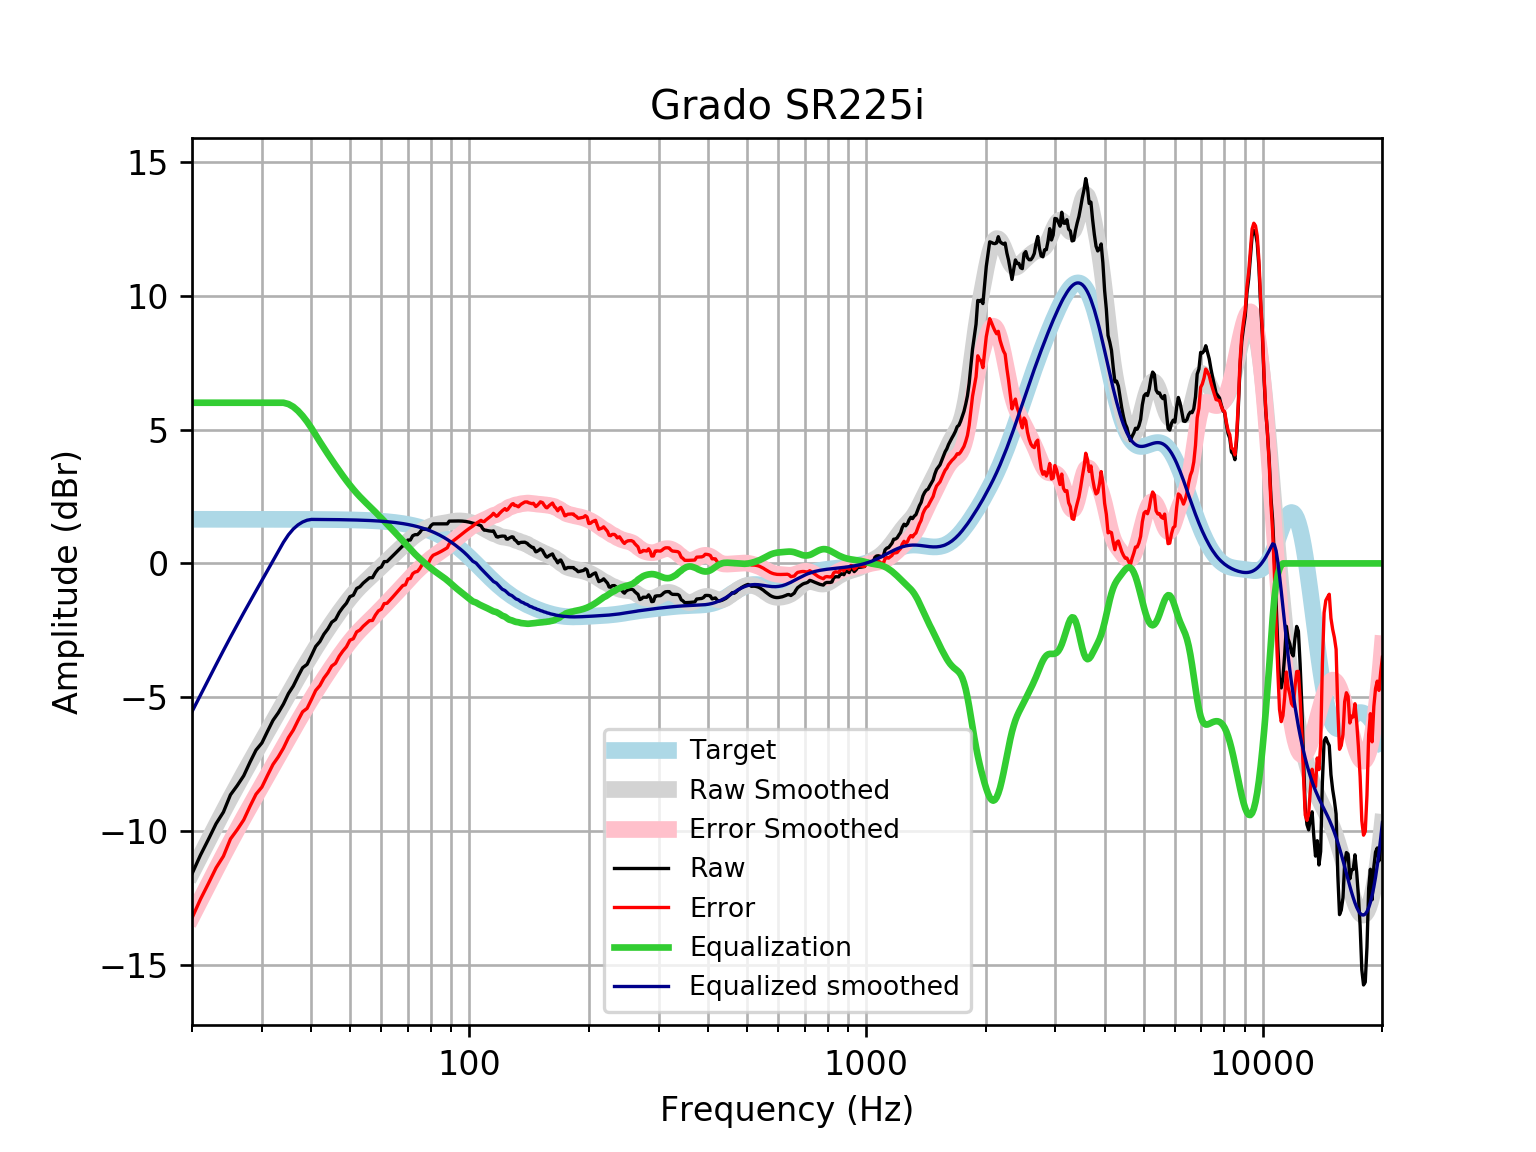 Grado SR225i
15
10
5
0
−5
−10
−15
Amplitude (dBr)
Target
Raw Smoothed
Error Smoothed
Raw
Error
Equalization
Equalized smoothed
100
1000
10000
Frequency (Hz)